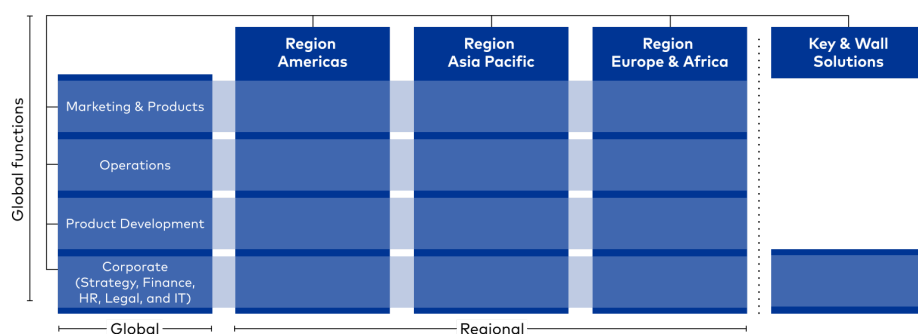 Region
Americas
Region
Asia Pacific
Region
Europe & Africa
Key & Wall
Solutions
Global functions
Marketing & Products
Operations
Product Development
Corporate
(Strategy, Finance,
HR, Legal, and IT)
Global
Regional